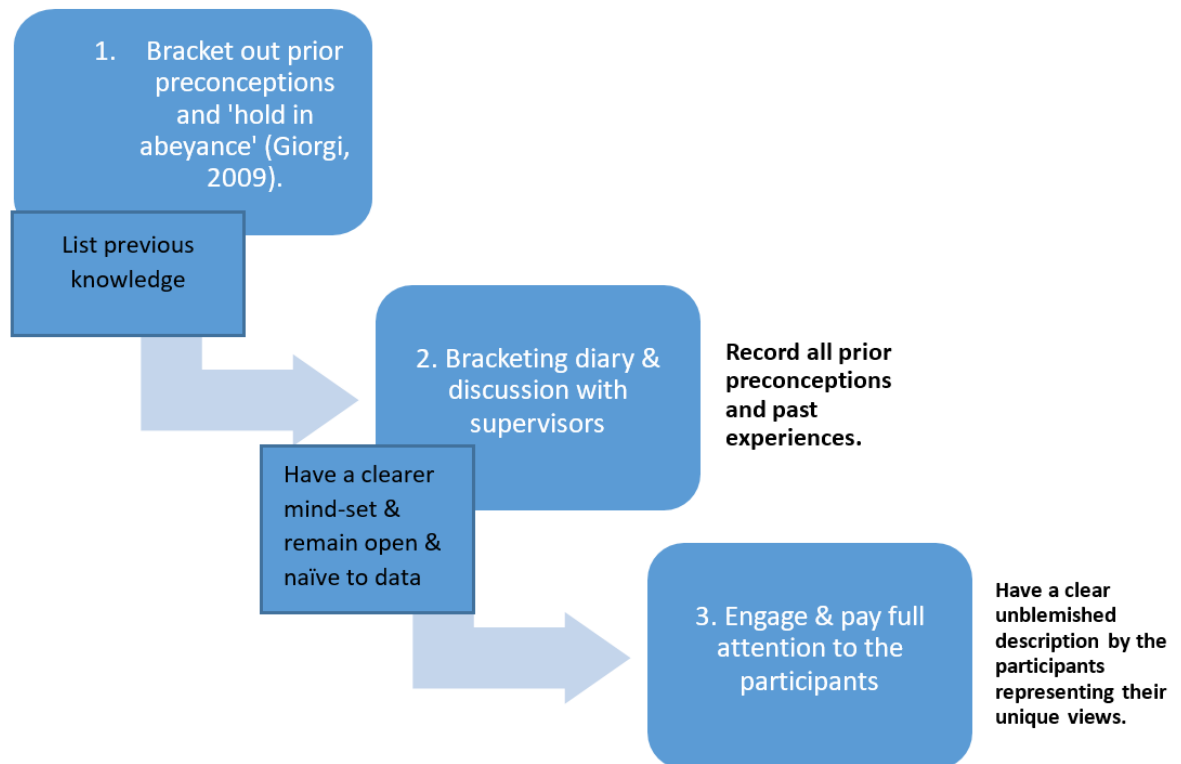 1. Bracket out prior
preconceptions
and 'hold in
abeyance' (Giorgi,
2009).
List previous
knowledge
2. Bracketing diary &
discussion with
supervisors
Record all prior
preconceptions
and past
experiences.
Have a clearer
mind-set &
remain open &
naïve to data
3. Engage & pay full
attention to the
participants
Have a clear
unblemished
description by the
participants
representing their
unique views.